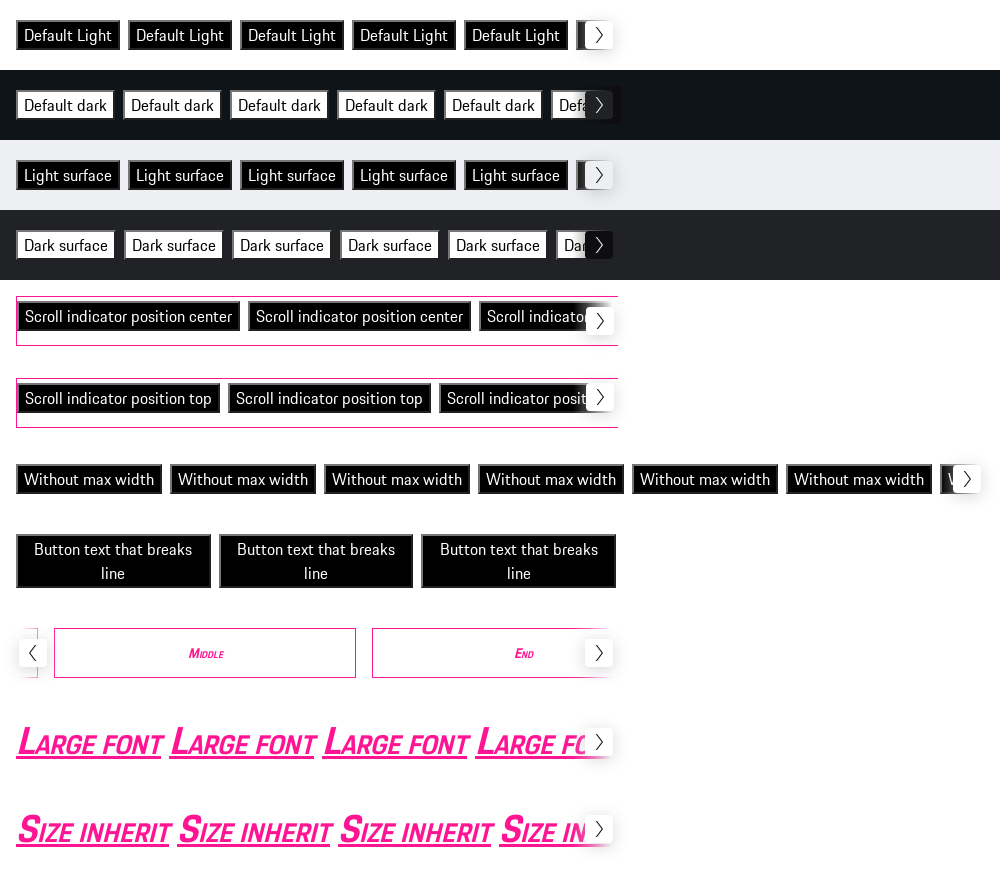 Default Light Default Light Default Light Default Light Default Light
Default dark Default dark Default dark Default dark Default dark Defa
Light surface Light surface Light surface Light surface Light surface
Dark surface Dark surface Dark surface Dark surface Dark surface Dar
Scroll indicator position center Scroll indicator position center Scroll indicator
Scroll indicator position top Scroll indicator position top Scroll indicator posit
Without max width Without max width Without max width Without max width Without max width Without max width
Button text that breaks Button text that breaks Button text that breaks
line line line
Middle End
Large font Large font Large font Large fo
Size inherit Size inherit Size inherit Size in